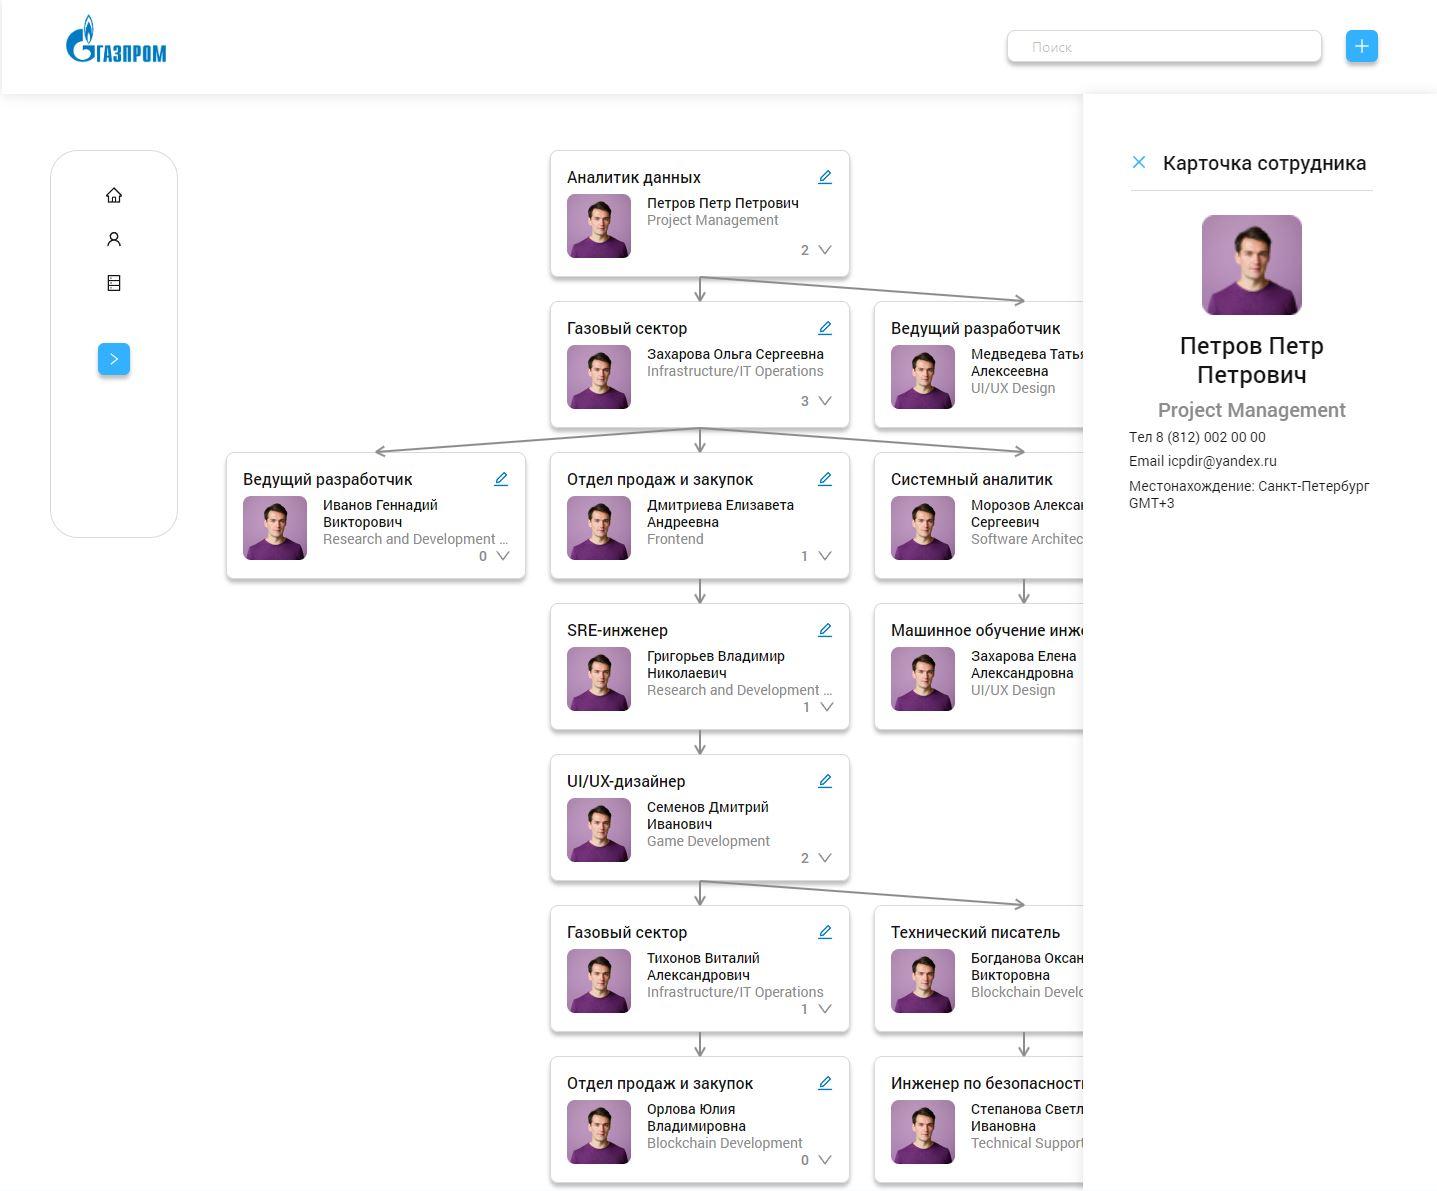 ГАЗПРОМ
Поиск
Аналитик данных
Петров Петр Петрович
Project Management
2
Газовый сектор
Захарова Ольга Сергеевна
Infrastructure/IT Operations
3
Ведущий разработчик
Медведева Татья
Алексеевна
UI/UX Design
Ведущий разработчик
Иванов Геннадий
Викторович
Research and Development ...
0
Отдел продаж и закупок
Дмитриева Елизавета
Андреевна
Frontend
1
Системный аналитик
Морозов Алексан
Сергеевич
Software Architec
SRE-инженер
Григорьев Владимир
Николаевич
Research and Development ...
1
Машинное обучение инже
Захарова Елена
Александровна
UI/UX Design
UI/UX-дизайнер
Семенов Дмитрий
Иванович
Game Development
2
Газовый сектор
Тихонов Виталий
Александрович
Infrastructure/IT Operations
1
Технический писатель
Богданова Оксан
Викторовна
Blockchain Develo
Отдел продаж и закупок
Орлова Юлия
Владимировна
Blockchain Development
0
Инженер по безопасности
Степанова Светл
Ивановна
Technical Support
Карточка сотрудника
Петров Петр
Петрович
Project Management
Тел 8 (812) 002 00 00
Email icpdir@yandex.ru
Местонахождение: Санкт-Петербург
GMT+3